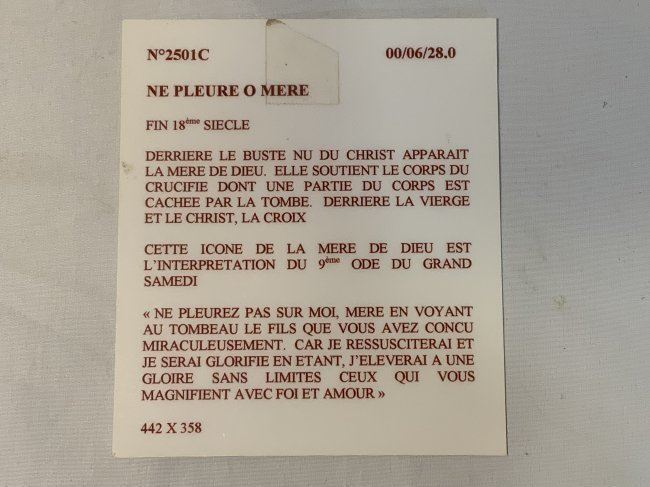 N°2501C 00/06/28.0
NE PLEURE O MERE
FIN 18ème SIECLE
DERRIERE LE BUSTE NU DU CHRIST APPARAIT
LA MERE DE DIEU. ELLE SOUTIENT LE CORPS DU
CRUCIFIE DONT UNE PARTIE DU CORPS EST
CACHEE PAR LA TOMBE. DERRIERE LA VIERGE
ET LE CHRIST, LA CROIX
CETTE ICONE DE LA MERE DE DIEU EST
L'INTERPRETATION DU 9ème ODE DU GRAND
SAMEDI
« NE PLEUREZ PAS SUR MOI, MERE EN VOYANT
AU TOMBEAU LE FILS QUE VOUS AVEZ CONCU
MIRACULEUSEMENT. CAR JE RESSUSCITERAI ET
JE SERAI GLORIFIE EN ETANT, J'ELEVERAI A UNE
GLOIRE SANS LIMITES CEUX QUI VOUS
MAGNIFIENT AVEC FOI ET AMOUR »
442 X 358